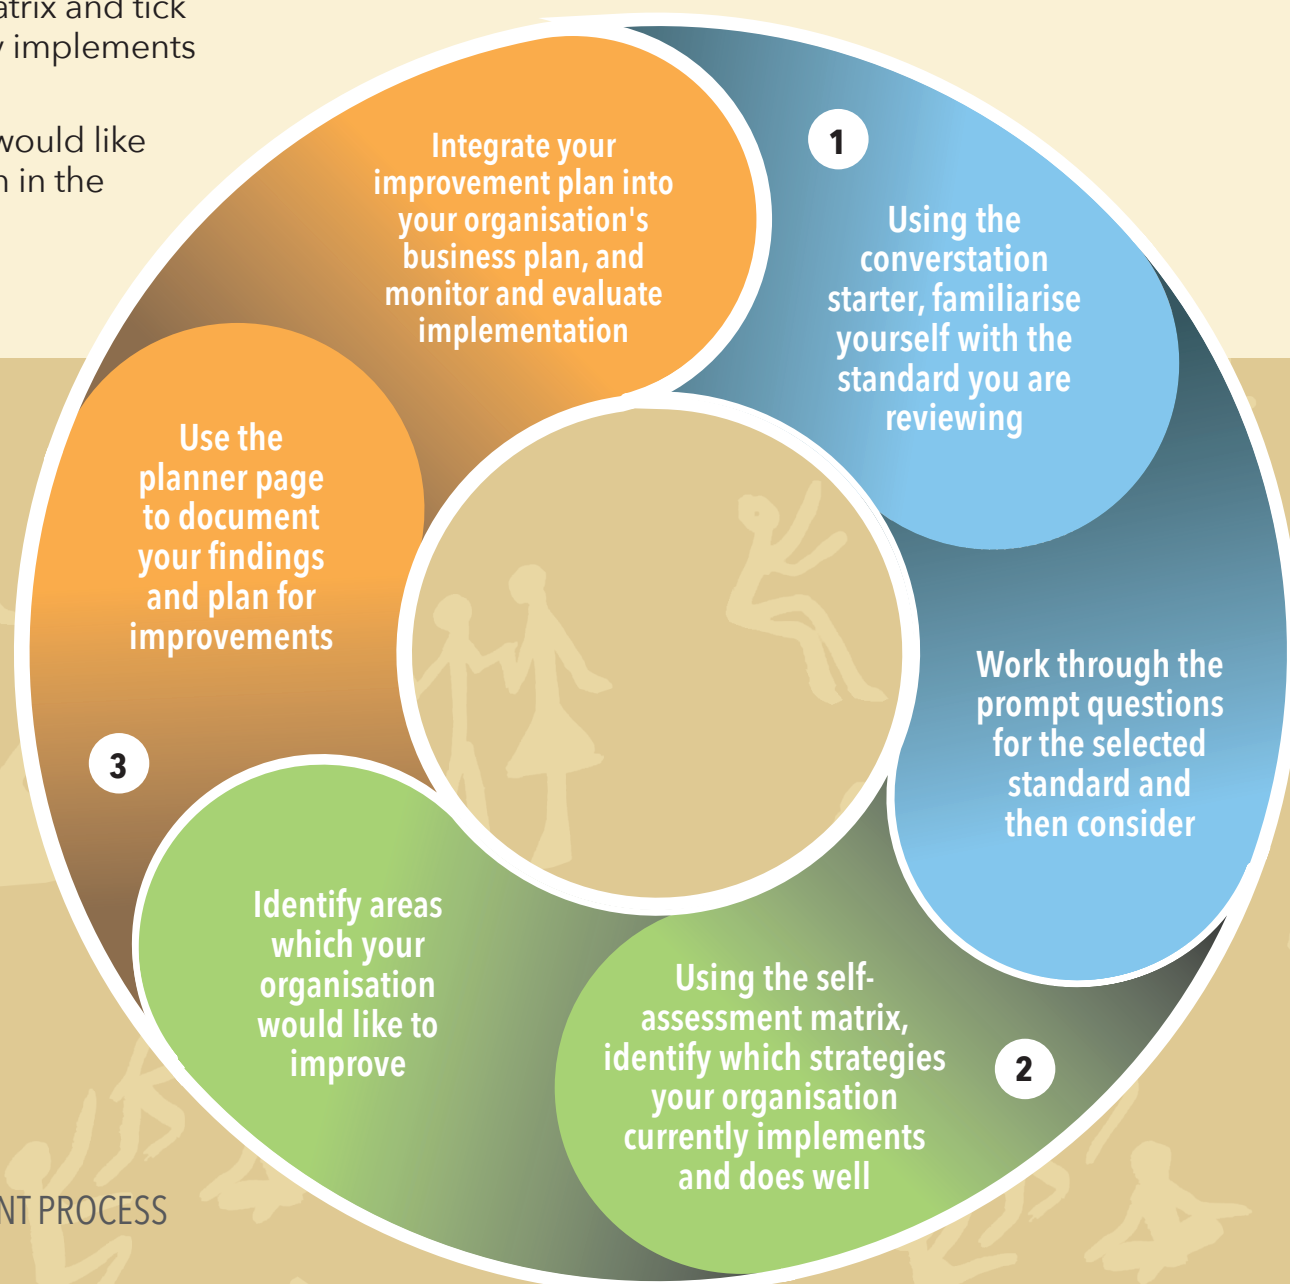 and tick
implements
would like
in the
1
Using the
converstation
starter, familiarise
yourself with the
standard you are
reviewing
Work through the
prompt questions
for the selected
standard and
then consider
2
Using the self-
assessment matrix,
identify which strategies
your organisation
currently implements
and does well
Identify areas
which your
organisation
would like to
improve
3
Use the
planner page
to document
your findings
and plan for
improvements
Integrate your
improvement plan into
your organisation's
business plan, and
monitor and evaluate
implementation
PROCESS